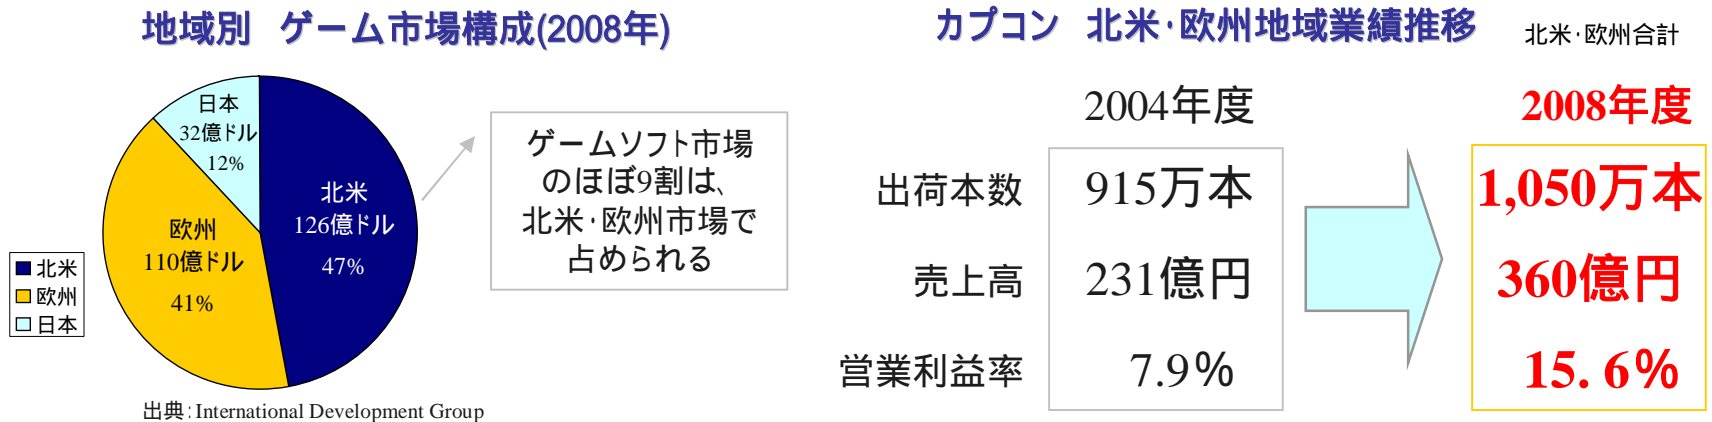 地域別　ゲーム市場構成(2008年)
日本
32億ドル
12%
北米
126億ドル
47%
欧州
110億ドル
41%
北米
欧州
日本
ゲームソフト市場
のほぼ9割は、
北米・欧州市場で
占められる
出典：International Development Group
カプコン　北米・欧州地域業績推移
北米・欧州合計
2004年度
2008年度
出荷本数
915万本
1,050万本
売上高
231億円
360億円
営業利益率
7.9％
15．6％